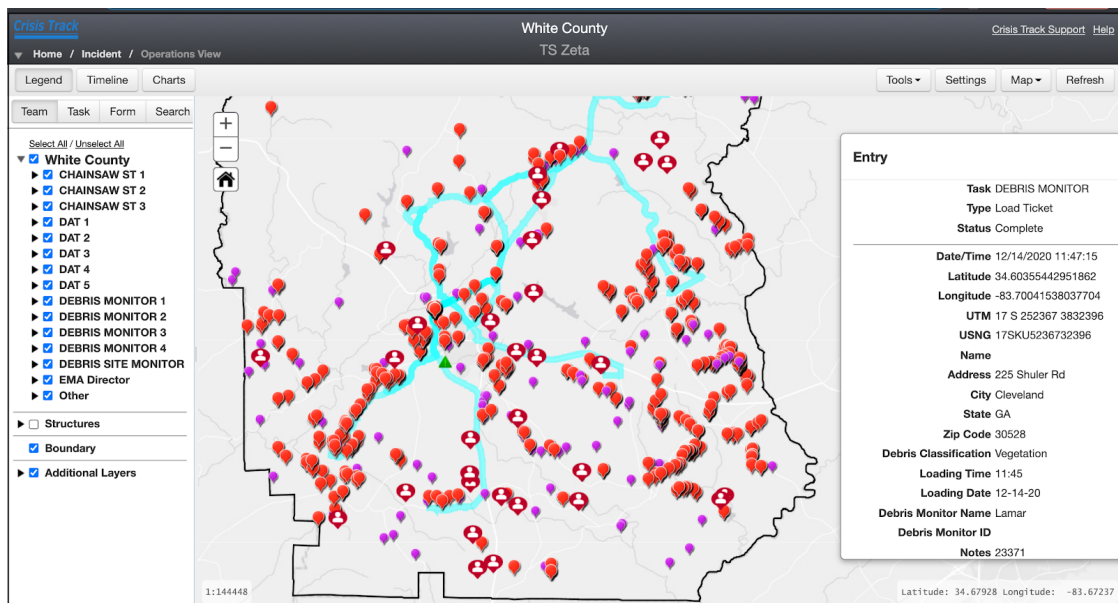 Crisis Track
White County
Crisis Track Support Help
Home / Incident / Operations View
TS Zeta
Legend Timeline Charts
Tools Settings Map Refresh
Team Task Form Search
Select All / Unselect All
White County
CHAINSAW ST 1
CHAINSAW ST 2
CHAINSAW ST 3
DAT 1
DAT 2
DAT 3
DAT 4
DAT 5
DEBRIS MONITOR 1
DEBRIS MONITOR 2
DEBRIS MONITOR 3
DEBRIS MONITOR 4
DEBRIS SITE MONITOR
EMA Director
Other
Structures
Boundary
Additional Layers
+
−
1:144448
Entry
Task DEBRIS MONITOR
Type Load Ticket
Status Complete
Date/Time 12/14/2020 11:47:15
Latitude 34.60355442951862
Longitude -83.70041538037704
UTM 17 S 252367 3832396
USNG 17SKU5236732396
Name
Address 225 Shuler Rd
City Cleveland
State GA
Zip Code 30528
Debris Classification Vegetation
Loading Time 11:45
Loading Date 12-14-20
Debris Monitor Name Lamar
Debris Monitor ID
Notes 23371
Latitude: 34.67928 Longitude: -83.67237